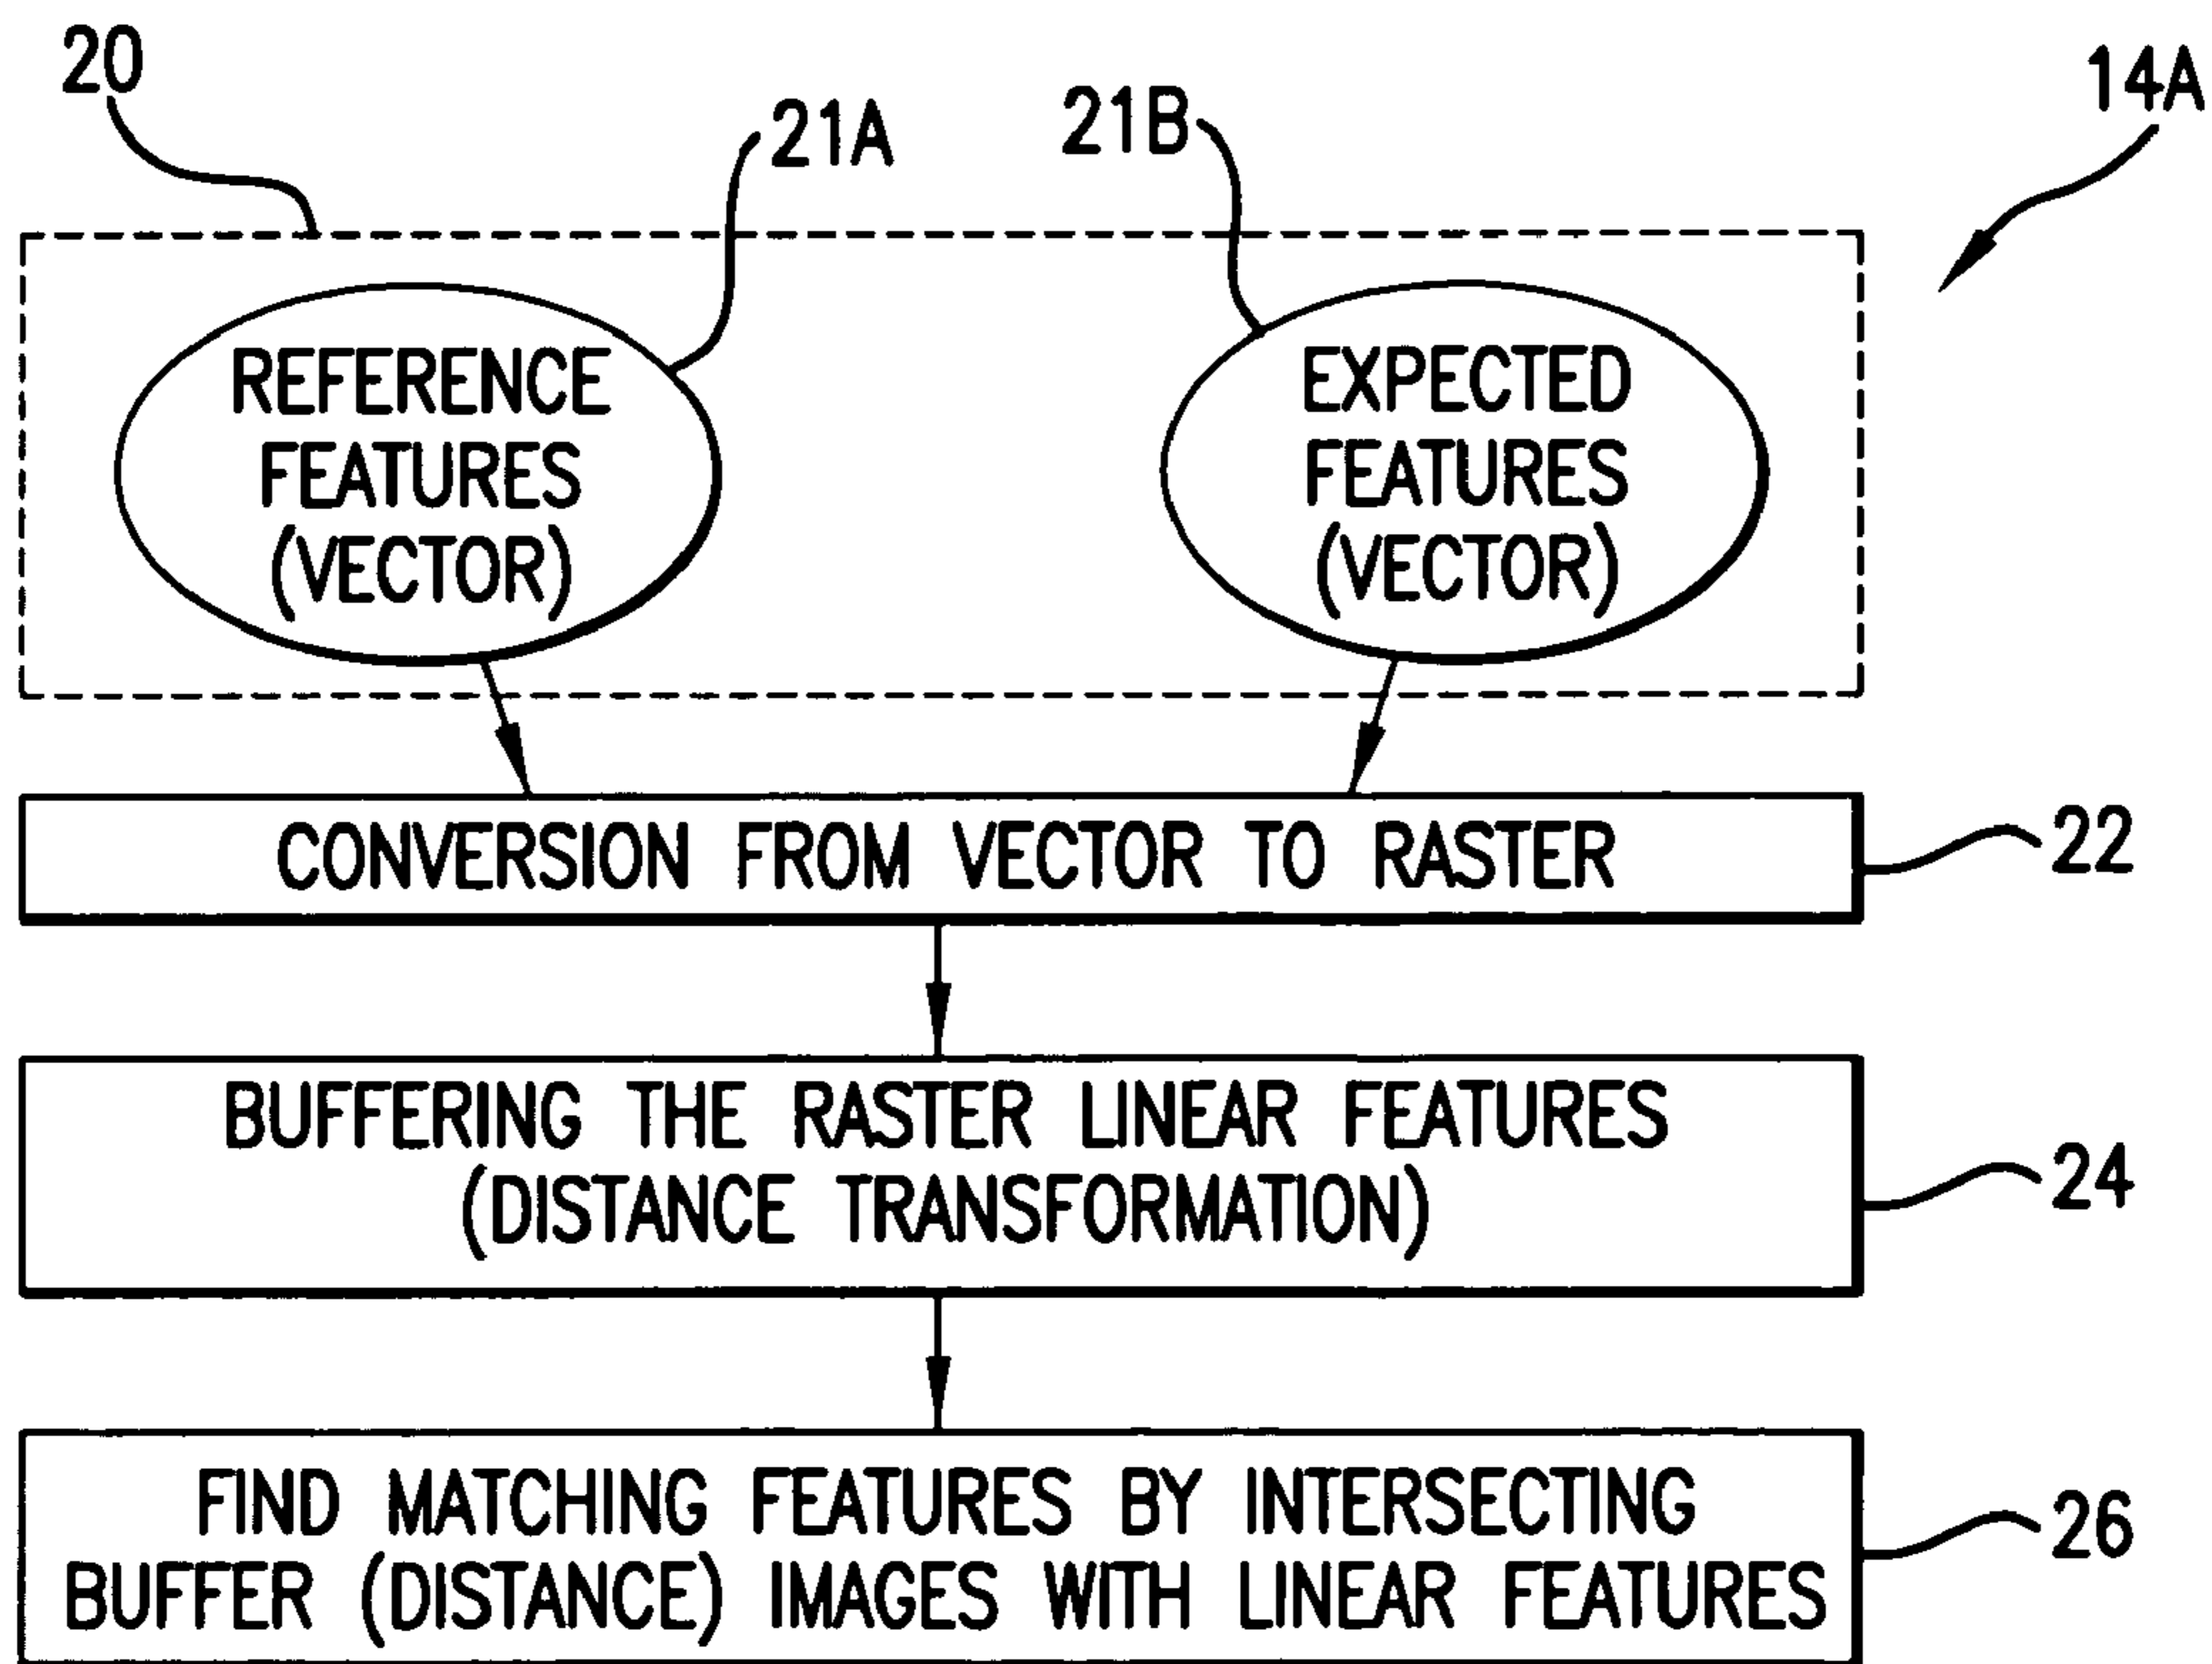 20
21A
21B
14A
REFERENCE
FEATURES
(VECTOR)
EXPECTED
FEATURES
(VECTOR)
CONVERSION FROM VECTOR TO RASTER
22
BUFFERING THE RASTER LINEAR FEATURES
(DISTANCE TRANSFORMATION)
24
FIND MATCHING FEATURES BY INTERSECTING
BUFFER (DISTANCE) IMAGES WITH LINEAR FEATURES
26